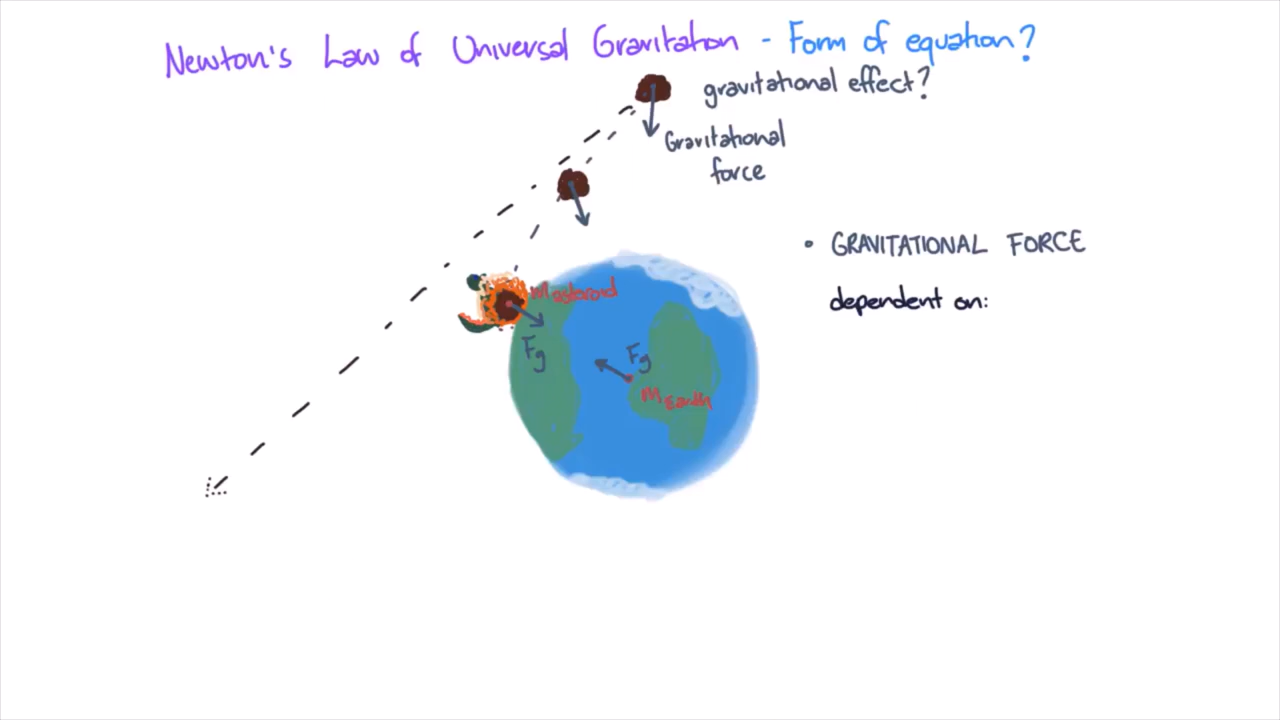 Newton's Law of Universal Gravitation - Form of equation?
gravitational effect?
Gravitational
force
• GRAVITATIONAL FORCE
dependent on:
Masteroid
Fg
Fg
MEarth